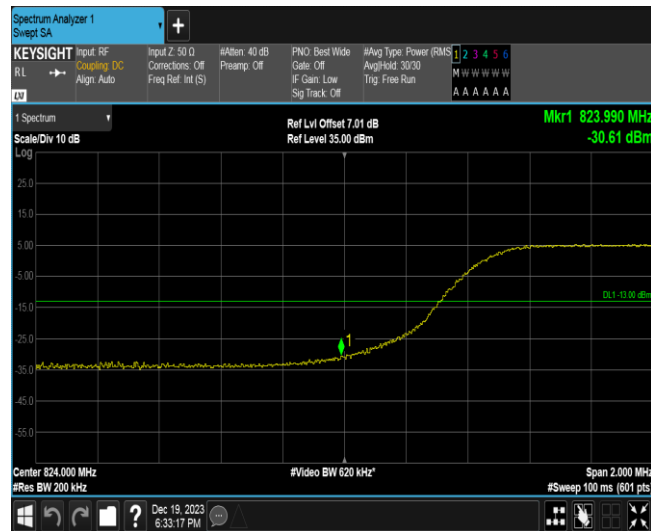 Spectrum Analyzer 1
Swept SA
+
KEYSIGHT
RL
LXI
Input: RF
Coupling: DC
Align: Auto
Input Z: 50 Ω
Corrections: Off
Freq Ref: Int (S)
#Atten: 40 dB
Preamp: Off
PNO: Best Wide
Gate: Off
IF Gain: Low
Sig Track: Off
#Avg Type: Power (RMS
Avg|Hold: 30/30
Trig: Free Run
1 2 3 4 5 6
M W W W W W
A A A A A A
1 Spectrum
Scale/Div 10 dB
Log
Ref Lvl Offset 7.01 dB
Ref Level 35.00 dBm
Mkr1 823.990 MHz
-30.61 dBm
25.0
15.0
5.00
-5.00
DL1 -13.00 dBm
-15.0
-25.0
1
-35.0
-45.0
-55.0
Center 824.000 MHz
#Res BW 200 kHz
#Video BW 620 kHz*
Span 2.000 MHz
#Sweep 100 ms (601 pts)
?
Dec 19, 2023
6:33:17 PM